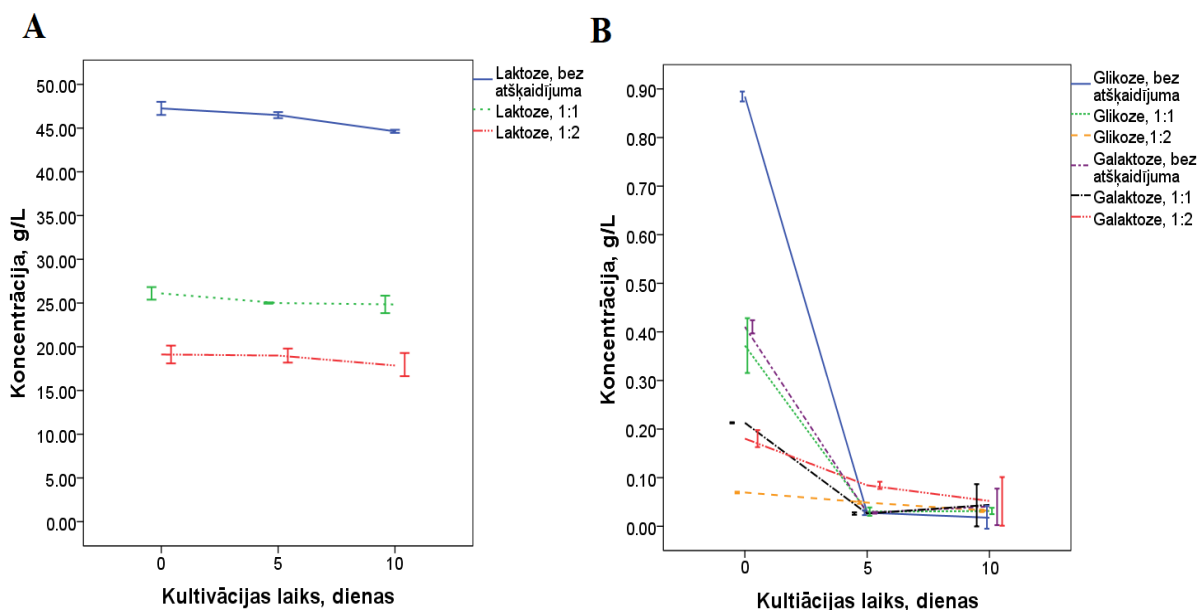 A
Koncentrācija, g/L
50.00
45.00
40.00
35.00
30.00
25.00
20.00
15.00
10.00
5.00
0.00
0
5
10
Kultivācijas laiks, dienas
Laktoze, bez
atšķaidījuma
Laktoze, 1:1
Laktoze, 1:2
B
Koncentrācija, g/L
0.90
0.80
0.70
0.60
0.50
0.40
0.30
0.20
0.10
0.00
0
5
10
Kultiācijas laiks, dienas
Glikoze, bez
atšķaidījuma
Glikoze, 1:1
Glikoze,1:2
Galaktoze, bez
atšķaidījuma
Galaktoze, 1:1
Galaktoze, 1:2